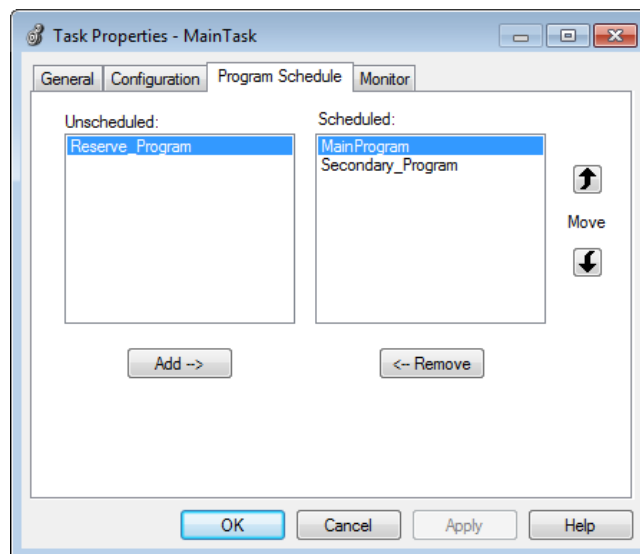 Task Properties - MainTask
General Configuration Program Schedule Monitor
Unscheduled: Scheduled:
Reserve_Program MainProgram
Secondary_Program
Move
Add --> <-- Remove
OK Cancel Apply Help